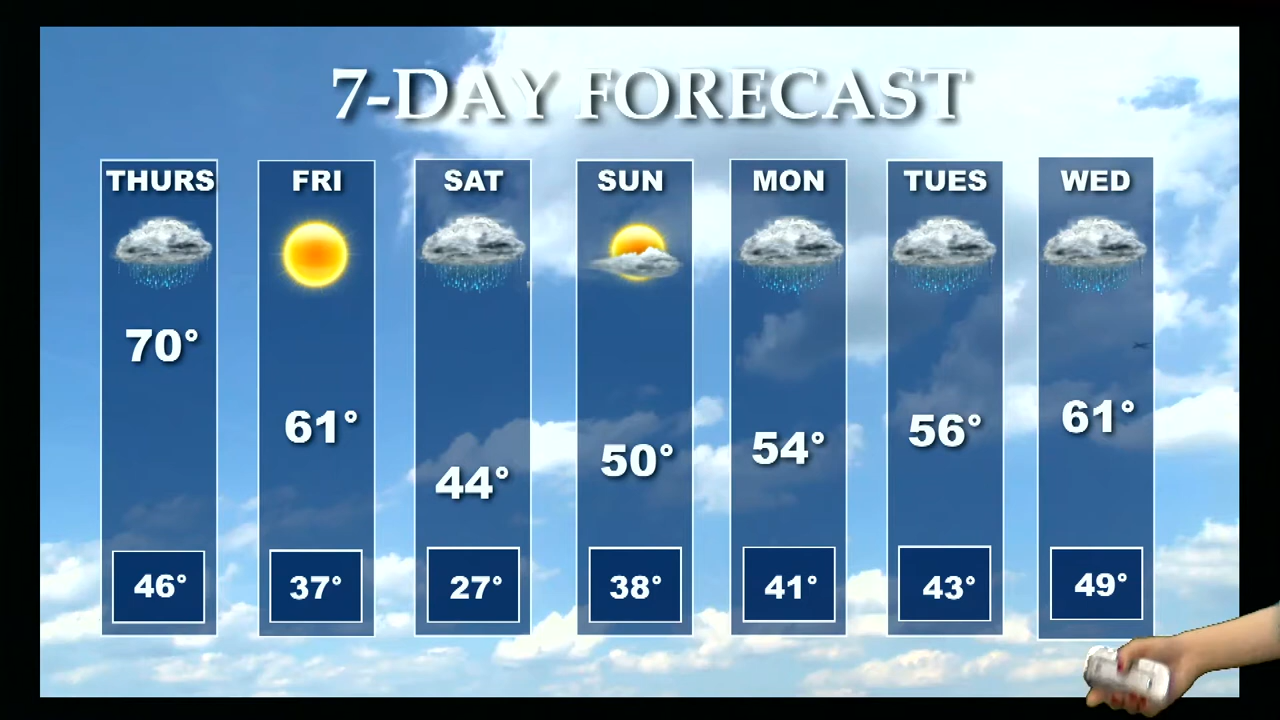 7-DAY FORECAST
THURS FRI SAT SUN MON TUES WED
70° 61° 44° 50° 54° 56° 61°
46° 37° 27° 38° 41° 43° 49°